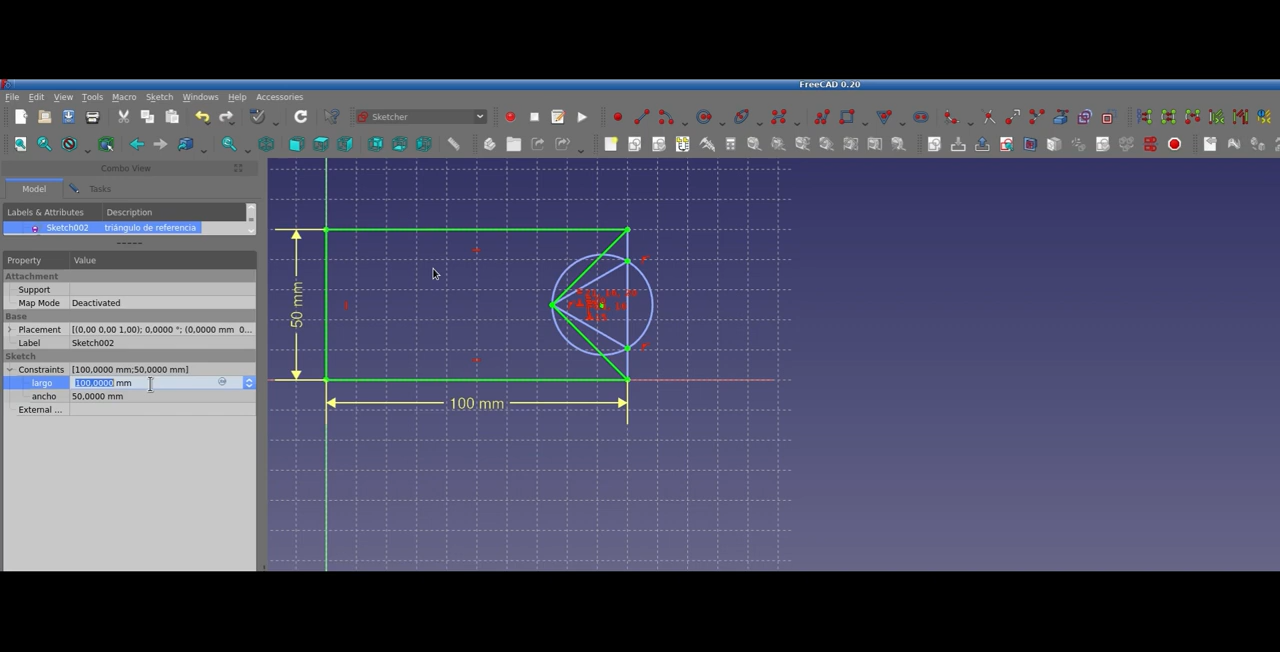 FreeCAD 0.20
File Edit View Tools Macro Sketch Windows Help Accessories
Sketcher
Combo View
Model Tasks
Labels & Attributes Description
Sketch002 triángulo de referencia
Property Value
Attachment
Support
Map Mode Deactivated
Base
Placement [(0,00 0,00 1,00); 0,0000 °; (0,0000 mm 0...
Label Sketch002
Sketch
Constraints [100,0000 mm;50,0000 mm]
largo 100,0000 mm
ancho 50,0000 mm
External ...
50 mm
100 mm